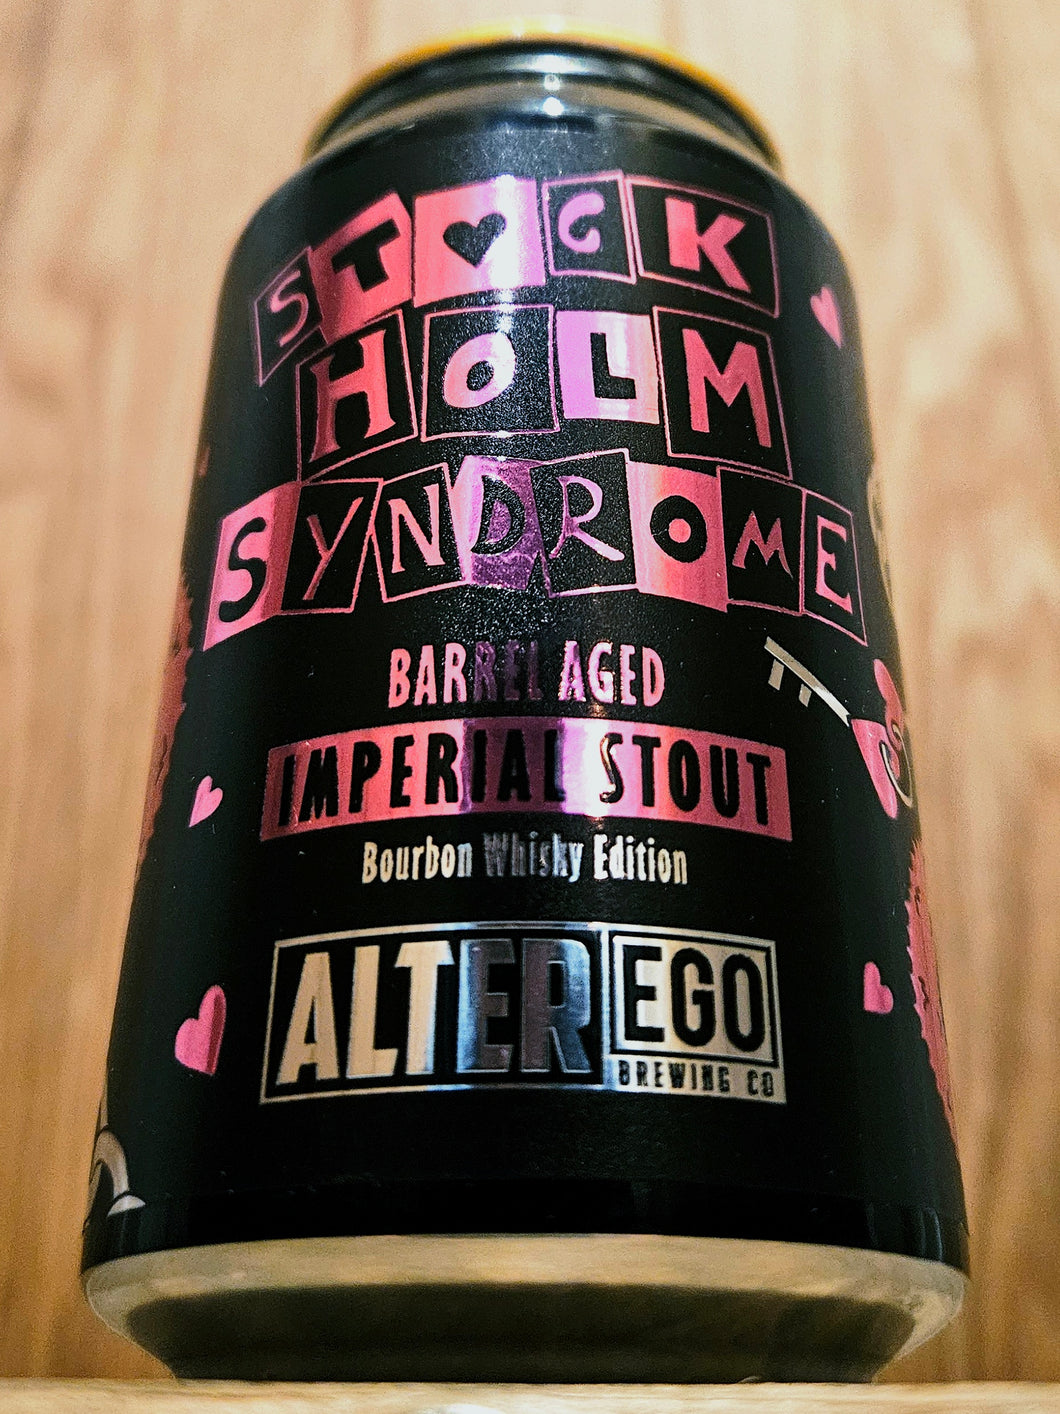 ST♥CK
HOLM
SYNDROME
BARREL AGED
IMPERIAL STOUT
Bourbon Whisky Edition
ALTER EGO
BREWING CO